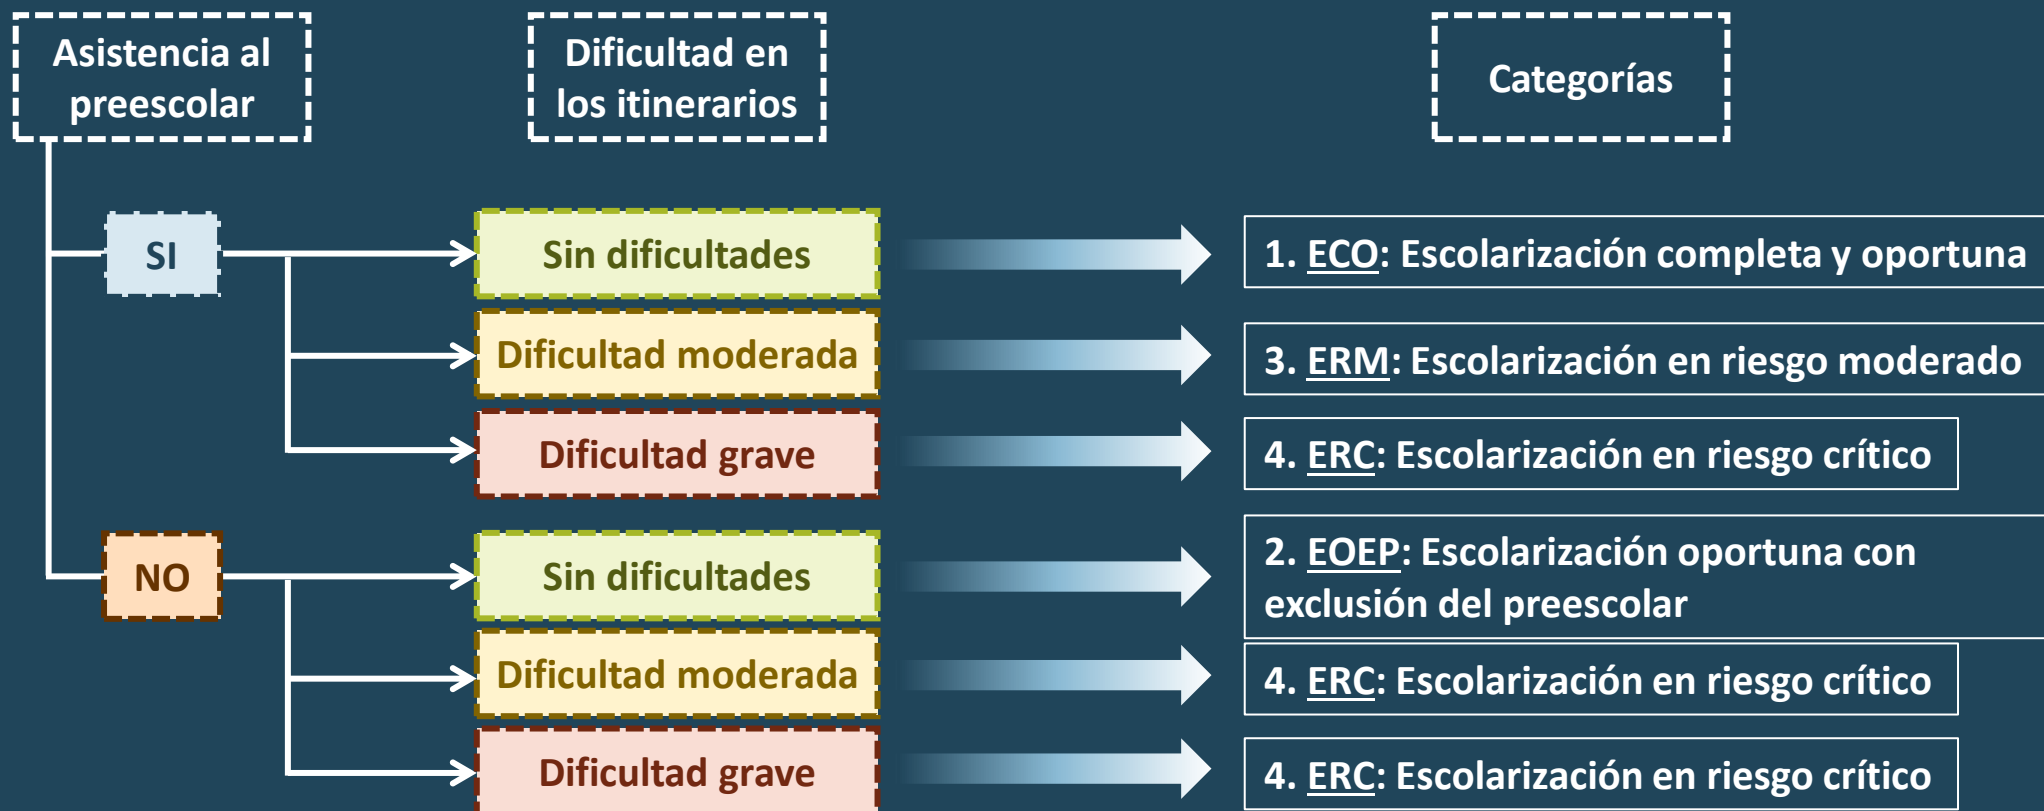 Asistencia al
preescolar
Dificultad en
los itinerarios
Categorías
SI
Sin dificultades
1. ECO: Escolarización completa y oportuna
Dificultad moderada
3. ERM: Escolarización en riesgo moderado
Dificultad grave
4. ERC: Escolarización en riesgo crítico
NO
Sin dificultades
2. EOEP: Escolarización oportuna con
exclusión del preescolar
Dificultad moderada
4. ERC: Escolarización en riesgo crítico
Dificultad grave
4. ERC: Escolarización en riesgo crítico